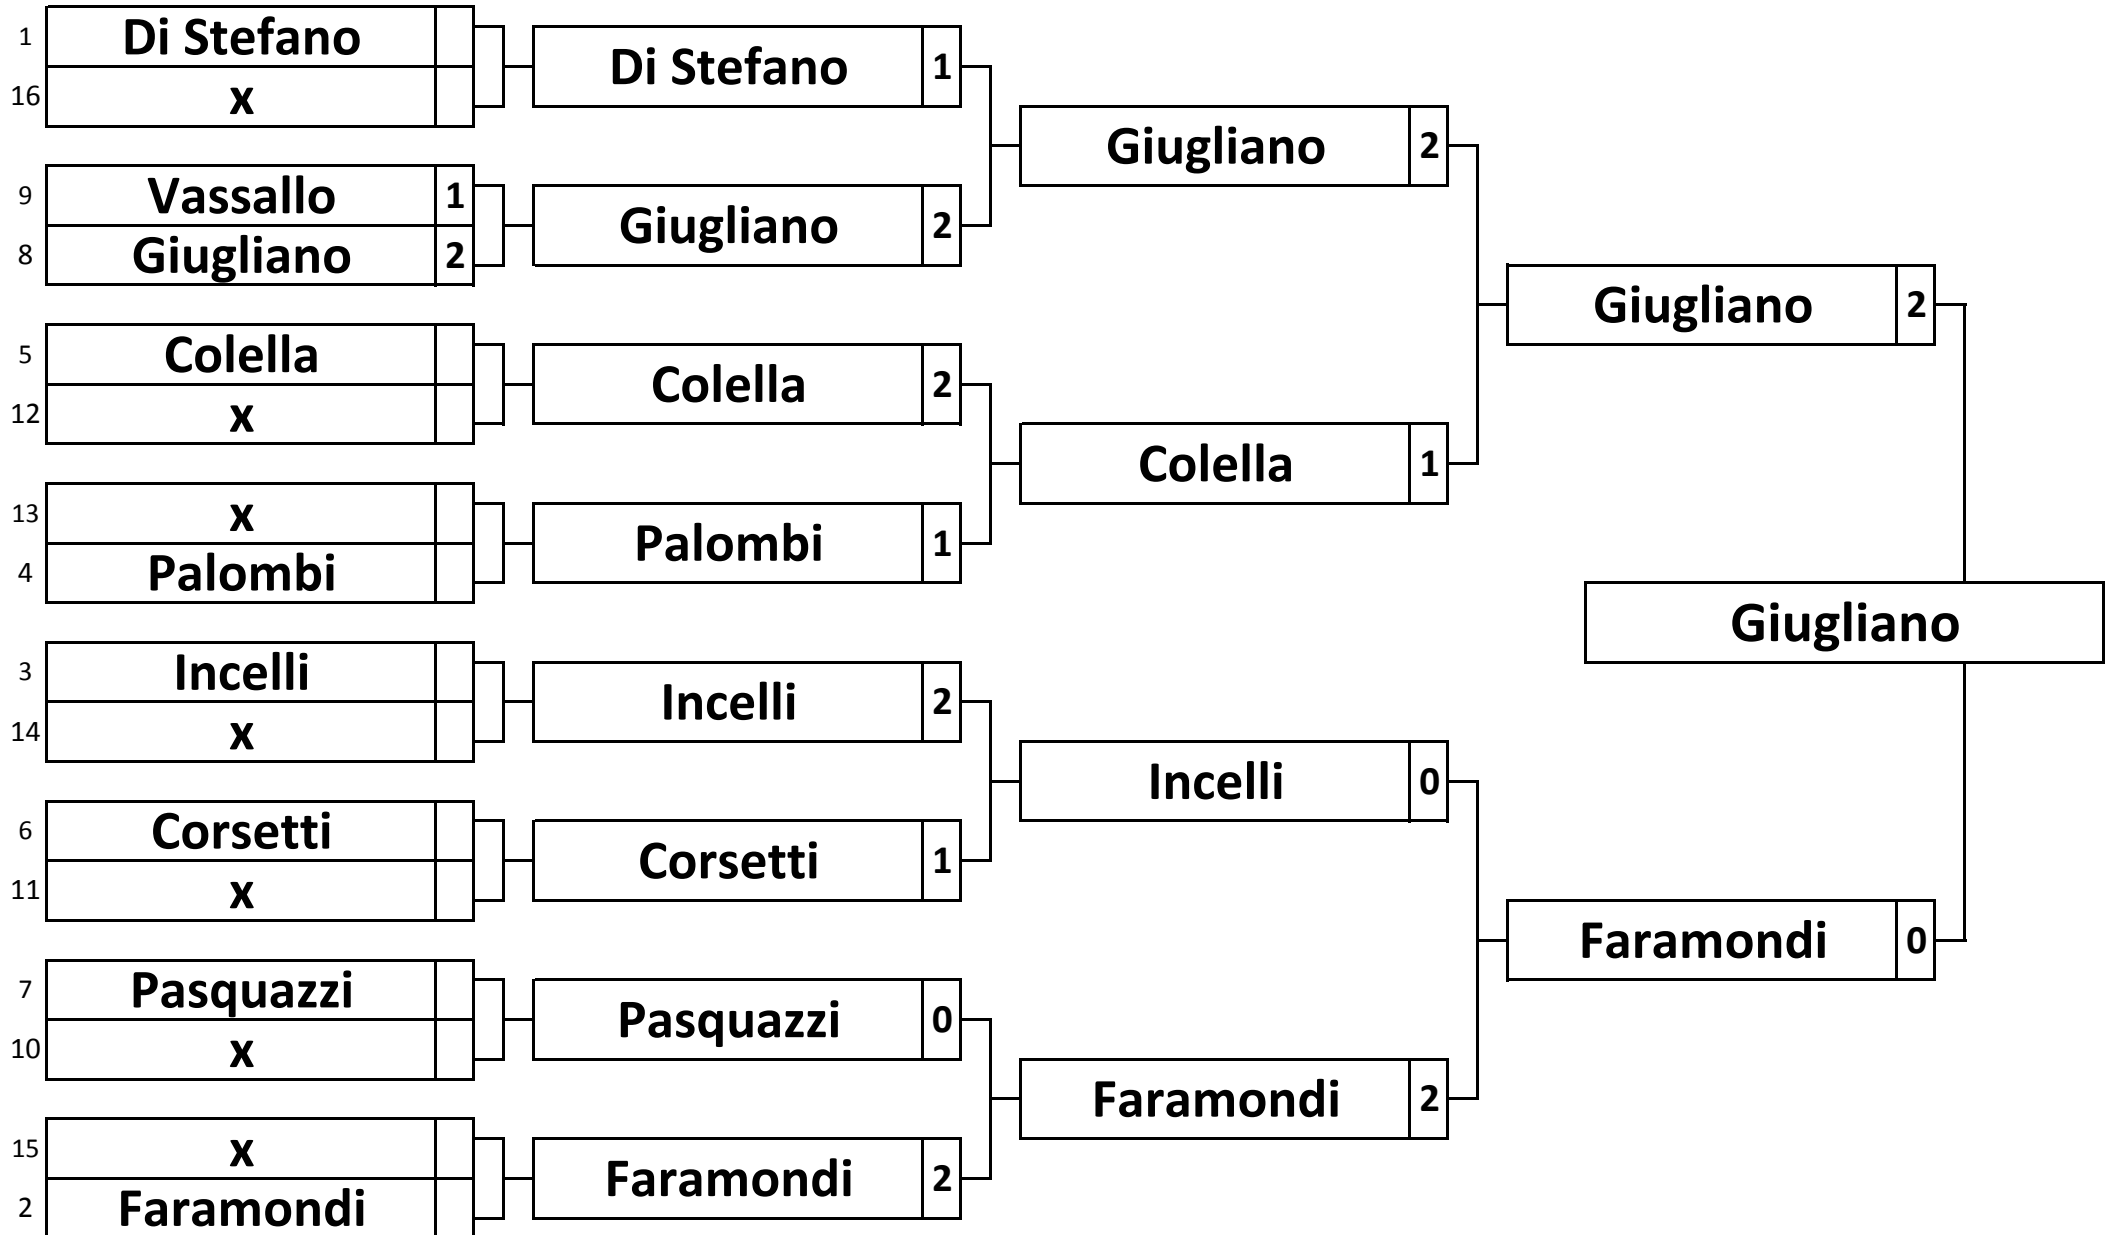 1 Di Stefano
16 x
9 Vassallo 1
8 Giugliano 2
5 Colella
12 x
13 x
4 Palombi
3 Incelli
14 x
6 Corsetti
11 x
7 Pasquazzi
10 x
15 x
2 Faramondi
Di Stefano 1
Giugliano 2
Colella 2
Palombi 1
Incelli 2
Corsetti 1
Pasquazzi 0
Faramondi 2
Giugliano 2
Colella 1
Incelli 0
Faramondi 2
Giugliano 2
Faramondi 0
Giugliano